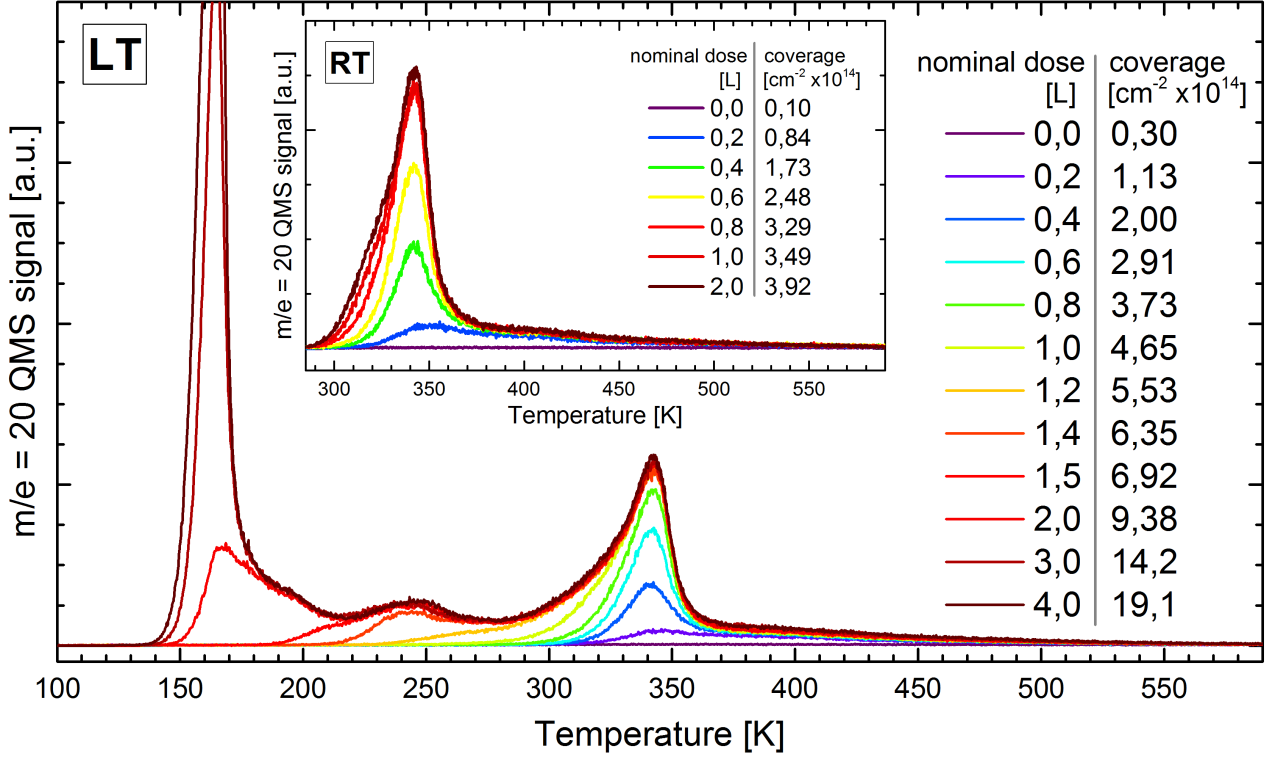 LT
m/e = 20 QMS signal [a.u.]
RT
m/e = 20 QMS signal [a.u.]
nominal dose coverage
[L] [cm-2 x1014]
0,0 0,10
0,2 0,84
0,4 1,73
0,6 2,48
0,8 3,29
1,0 3,49
2,0 3,92
300 350 400 450 500 550
Temperature [K]
nominal dose coverage
[L] [cm-2 x1014]
0,0 0,30
0,2 1,13
0,4 2,00
0,6 2,91
0,8 3,73
1,0 4,65
1,2 5,53
1,4 6,35
1,5 6,92
2,0 9,38
3,0 14,2
4,0 19,1
100 150 200 250 300 350 400 450 500 550
Temperature [K]